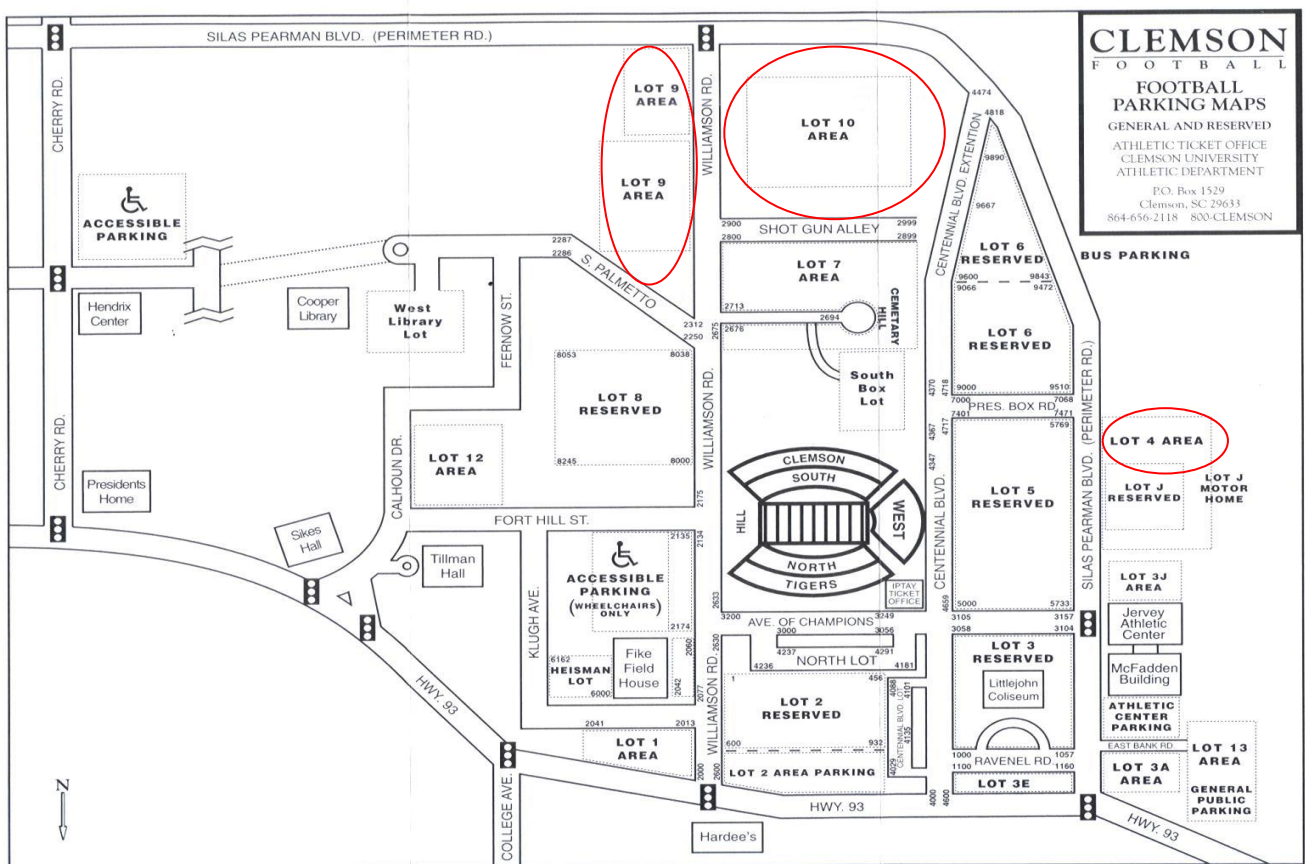 CLEMSON
FOOTBALL
FOOTBALL
PARKING MAPS
GENERAL AND RESERVED
ATHLETIC TICKET OFFICE
CLEMSON UNIVERSITY
ATHLETIC DEPARTMENT
P.O. Box 1529
Clemson, SC 29633
864-656-2118 800-CLEMSON
SILAS PEARMAN BLVD. (PERIMETER RD.)
CHERRY RD.
WILLIAMSON RD.
LOT 9
AREA
LOT 9
AREA
LOT 10
AREA
4474
4818
CENTENNIAL BLVD. EXTENTION
9890
9667
ACCESSIBLE
PARKING
2900
2999
SHOT GUN ALLEY
2800
2899
2287
2286
S. PALMETTO
LOT 7
AREA
LOT 6
RESERVED
BUS PARKING
9600
9843
9066
9472
Hendrix
Center
Cooper
Library
West
Library
Lot
FERNOW ST.
2312
2250
2675
2713
2676
2694
CEMETARY
HILL
LOT 6
RESERVED
8053
8038
LOT 8
RESERVED
8245
8000
WILLIAMSON RD.
South
Box
Lot
4370
4718
9000
9510
7000
7068
PRES. BOX RD.
7401
7471
5769
SILAS PEARMAN BLVD. (PERIMETER RD.)
LOT 4 AREA
LOT J
RESERVED
LOT J
MOTOR
HOME
CHERRY RD.
Presidents
Home
CALHOUN DR.
LOT 12
AREA
2175
4367
4717
4347
CENTENNIAL BLVD.
LOT 5
RESERVED
CLEMSON
SOUTH
HILL
WEST
NORTH
TIGERS
IPTAY
TICKET
OFFICE
FORT HILL ST.
Sikes
Hall
Tillman
Hall
2135
2134
ACCESSIBLE
PARKING
(WHEELCHAIRS
ONLY)
2174
2633
KLUGH AVE.
4659
5000
5733
3200
3249
AVE. OF CHAMPIONS
3105
3157
3058
3104
LOT 3J
AREA
Jervey
Athletic
Center
McFadden
Building
2630
3000
3056
4237
4291
NORTH LOT
4236
4181
6162
HEISMAN
LOT
6000
Fike
Field
House
2060
2042
2077
WILLIAMSON RD.
1
456
LOT 2
RESERVED
600
932
4088
4101
CENTENNIAL BLVD. LOT
4135
4029
LOT 3
RESERVED
Littlejohn
Coliseum
ATHLETIC
CENTER
PARKING
EAST BANK RD.
LOT 13
AREA
GENERAL
PUBLIC
PARKING
HWY. 93
2041
2013
LOT 1
AREA
2000
2600
LOT 2 AREA PARKING
1000
1057
RAVENEL RD.
1100
1160
LOT 3E
LOT 3A
AREA
4000
4600
N
COLLEGE AVE.
HWY. 93
HWY. 93
Hardee's